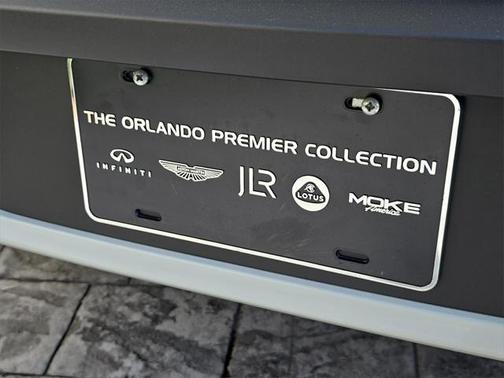 THE ORLANDO PREMIER COLLECTION
INFINITI JLR LOTUS MOKE
America